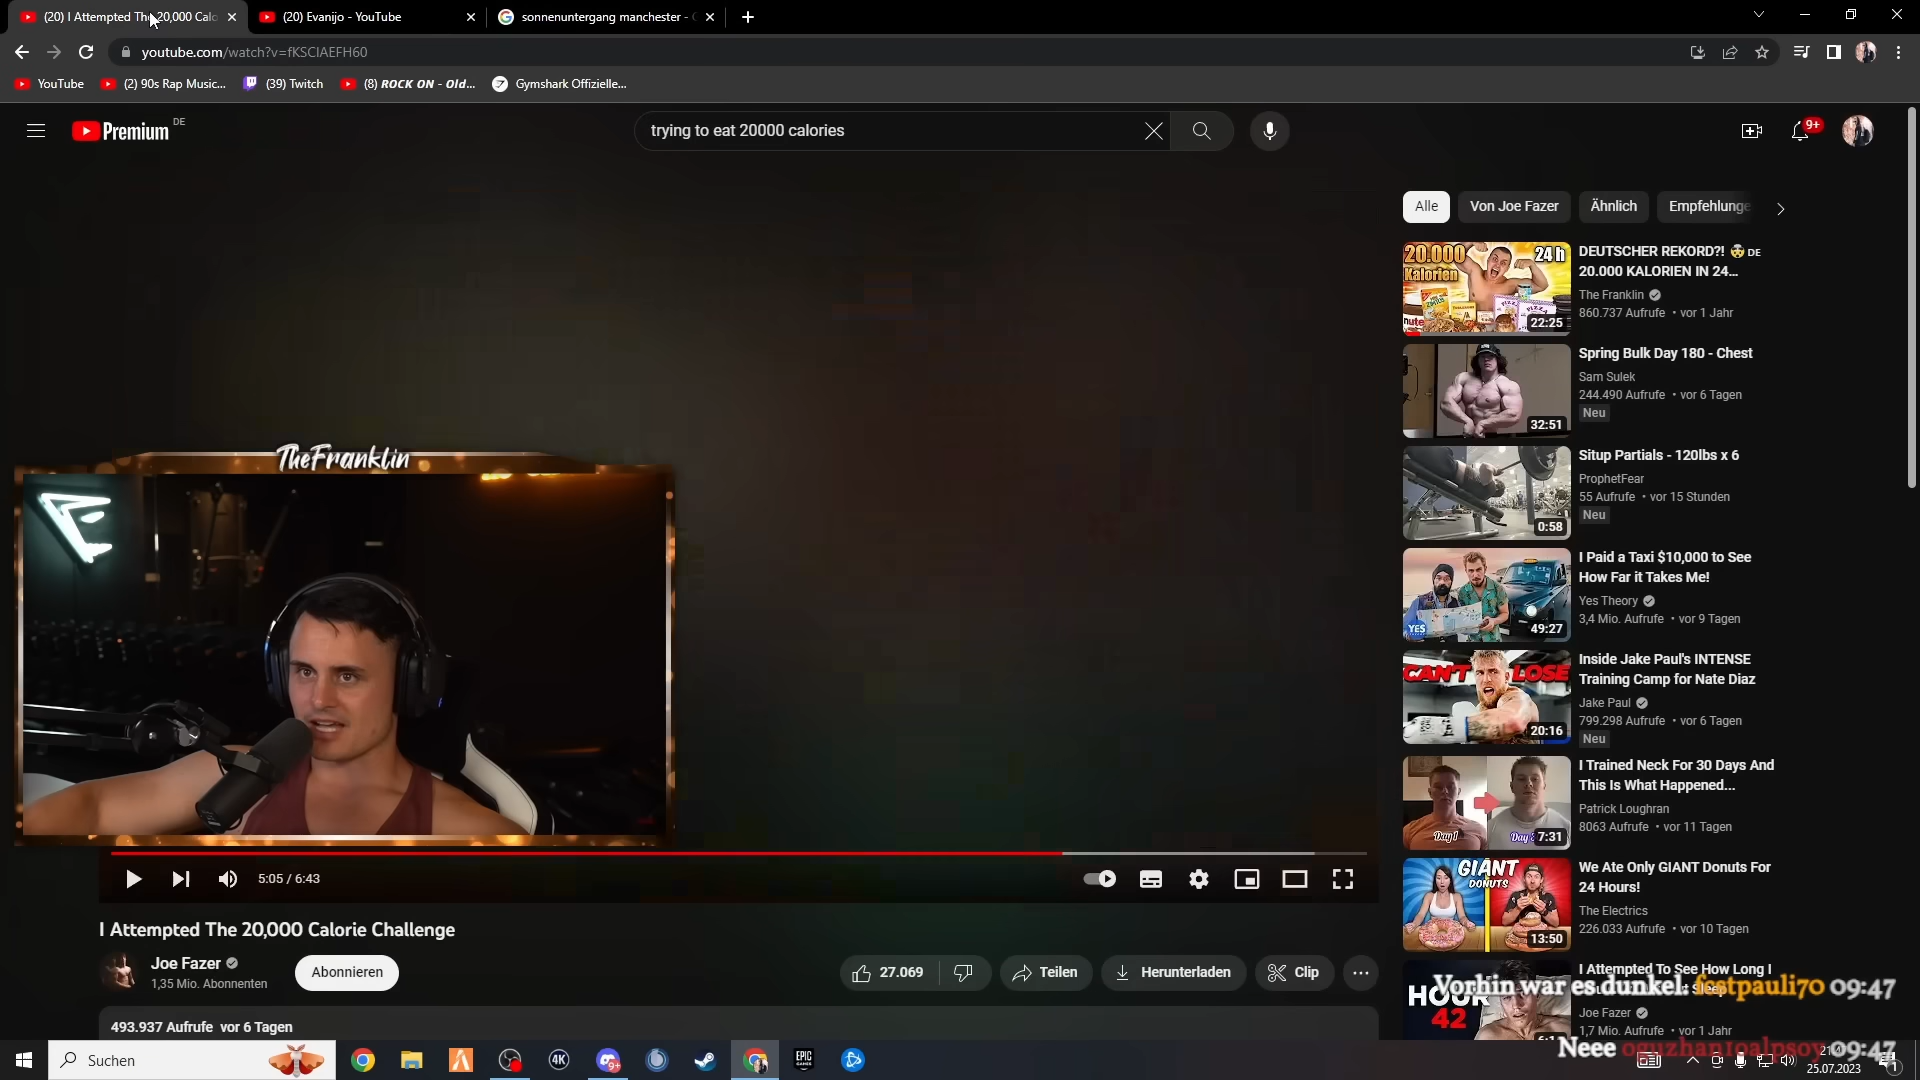 (20) I Attempted The 20,000 Calo
(20) Evanijo - YouTube
sonnenuntergang manchester -
youtube.com/watch?v=fKSCIAEFH60
YouTube
(2) 90s Rap Music...
(39) Twitch
(8) ROCK ON - Old...
Gymshark Offizielle...
Premium DE
trying to eat 20000 calories
9+
Alle
Von Joe Fazer
Ähnlich
Empfehlunge
20.000 Kalorien
24 h
22:25
DEUTSCHER REKORD?! 🤯 DE
20.000 KALORIEN IN 24...
The Franklin
860.737 Aufrufe • vor 1 Jahr
32:51
Spring Bulk Day 180 - Chest
Sam Sulek
244.490 Aufrufe • vor 6 Tagen
Neu
0:58
Situp Partials - 120lbs x 6
ProphetFear
55 Aufrufe • vor 15 Stunden
Neu
YES
49:27
I Paid a Taxi $10,000 to See
How Far it Takes Me!
Yes Theory
3,4 Mio. Aufrufe • vor 9 Tagen
CAN'T LOSE
20:16
Inside Jake Paul's INTENSE
Training Camp for Nate Diaz
Jake Paul
799.298 Aufrufe • vor 6 Tagen
Neu
Day 1
Day
7:31
I Trained Neck For 30 Days And
This Is What Happened...
Patrick Loughran
8063 Aufrufe • vor 11 Tagen
GIANT
DONUTS
13:50
We Ate Only GIANT Donuts For
24 Hours!
The Electrics
226.033 Aufrufe • vor 10 Tagen
HOUR
42
I Attempted To See How Long I
Joe Fazer
1,7 Mio. Aufrufe • vor 1 Jahr
TheFranklin
5:05 / 6:43
I Attempted The 20,000 Calorie Challenge
Joe Fazer
1,35 Mio. Abonnenten
Abonnieren
27.069
Teilen
Herunterladen
Clip
493.937 Aufrufe vor 6 Tagen
Vorhin war es dunkel: festpauli70 09:47
Neee oguzhantoalpsoy 09:47
Suchen
4K
9+
EPIC
GAMES
25.07.2023
1